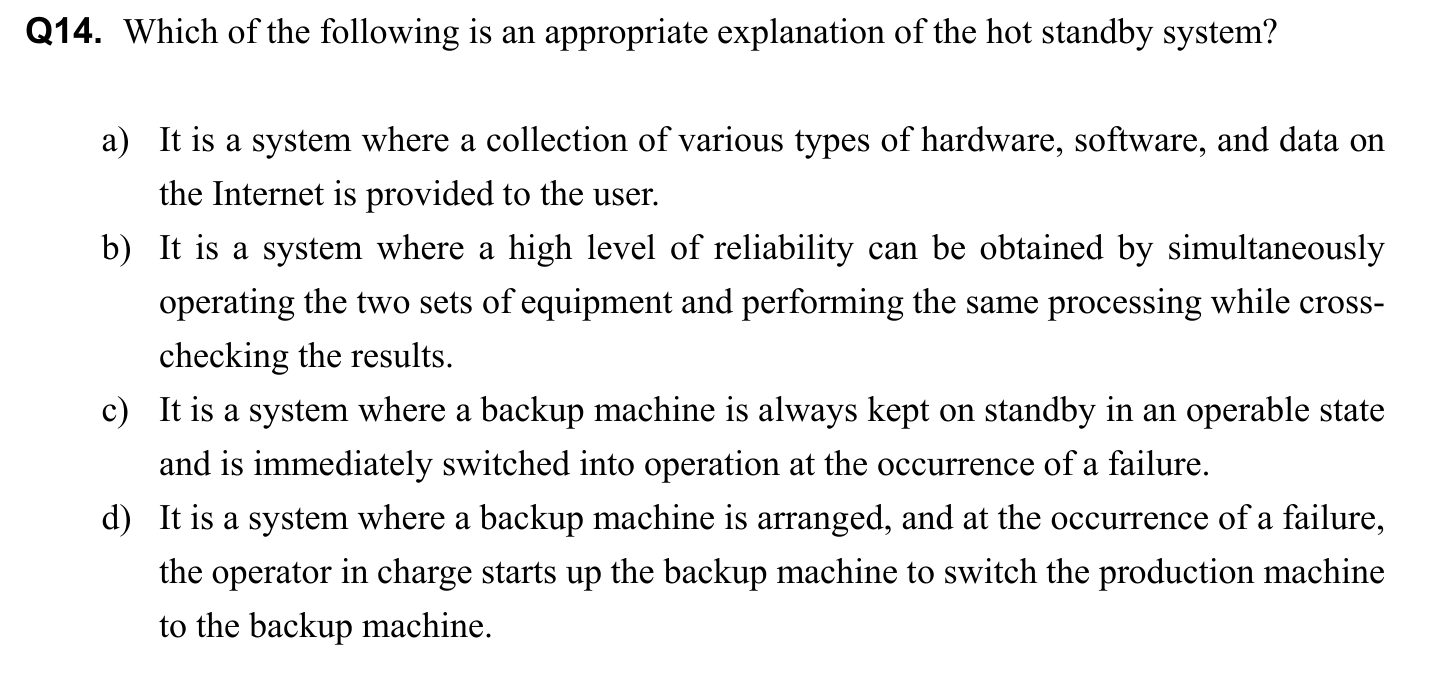 Q14. Which of the following is an appropriate explanation of the hot standby system?
a) It is a system where a collection of various types of hardware, software, and data on
the Internet is provided to the user.
b) It is a system where a high level of reliability can be obtained by simultaneously
operating the two sets of equipment and performing the same processing while cross-
checking the results.
c) It is a system where a backup machine is always kept on standby in an operable state
and is immediately switched into operation at the occurrence of a failure.
d) It is a system where a backup machine is arranged, and at the occurrence of a failure,
the operator in charge starts up the backup machine to switch the production machine
to the backup machine.